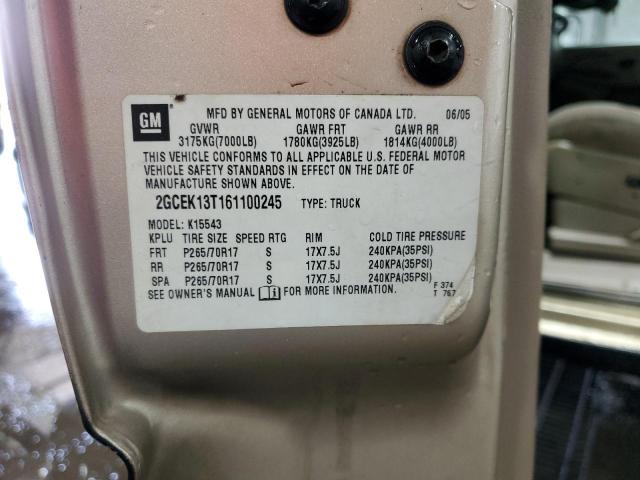 GM MFD BY GENERAL MOTORS OF CANADA LTD. 06/05
GVWR GAWR FRT GAWR RR
3175KG(7000LB) 1780KG(3925LB) 1814KG(4000LB)
THIS VEHICLE CONFORMS TO ALL APPLICABLE U.S. FEDERAL MOTOR
VEHICLE SAFETY STANDARDS IN EFFECT ON THE DATE OF
MANUFACTURE SHOWN ABOVE.
2GCEK13T161100245 TYPE: TRUCK
MODEL: K15543
KPLU TIRE SIZE SPEED RTG RIM COLD TIRE PRESSURE
FRT P265/70R17 S 17X7.5J 240KPA(35PSI)
RR P265/70R17 S 17X7.5J 240KPA(35PSI)
SPA P265/70R17 S 17X7.5J 240KPA(35PSI)
SEE OWNER'S MANUAL FOR MORE INFORMATION.
F 374
T 767